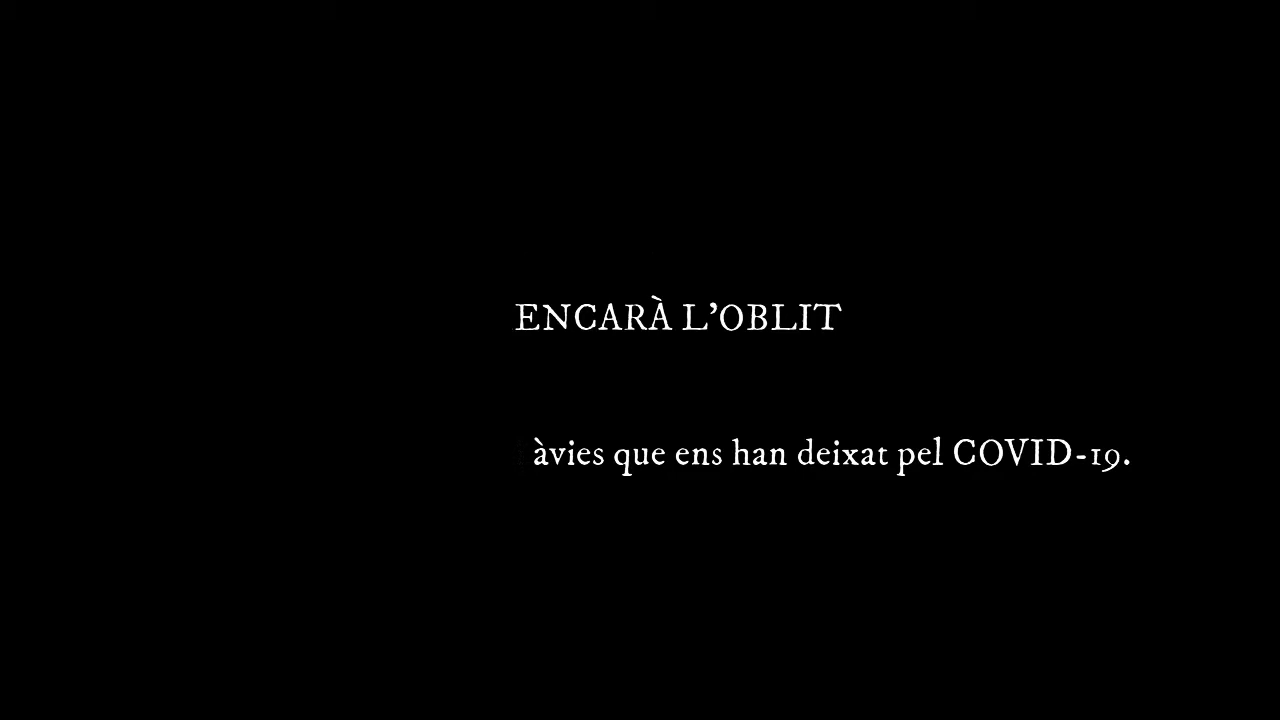 ENCARÀ L'OBLIT
àvies que ens han deixat pel COVID-19.